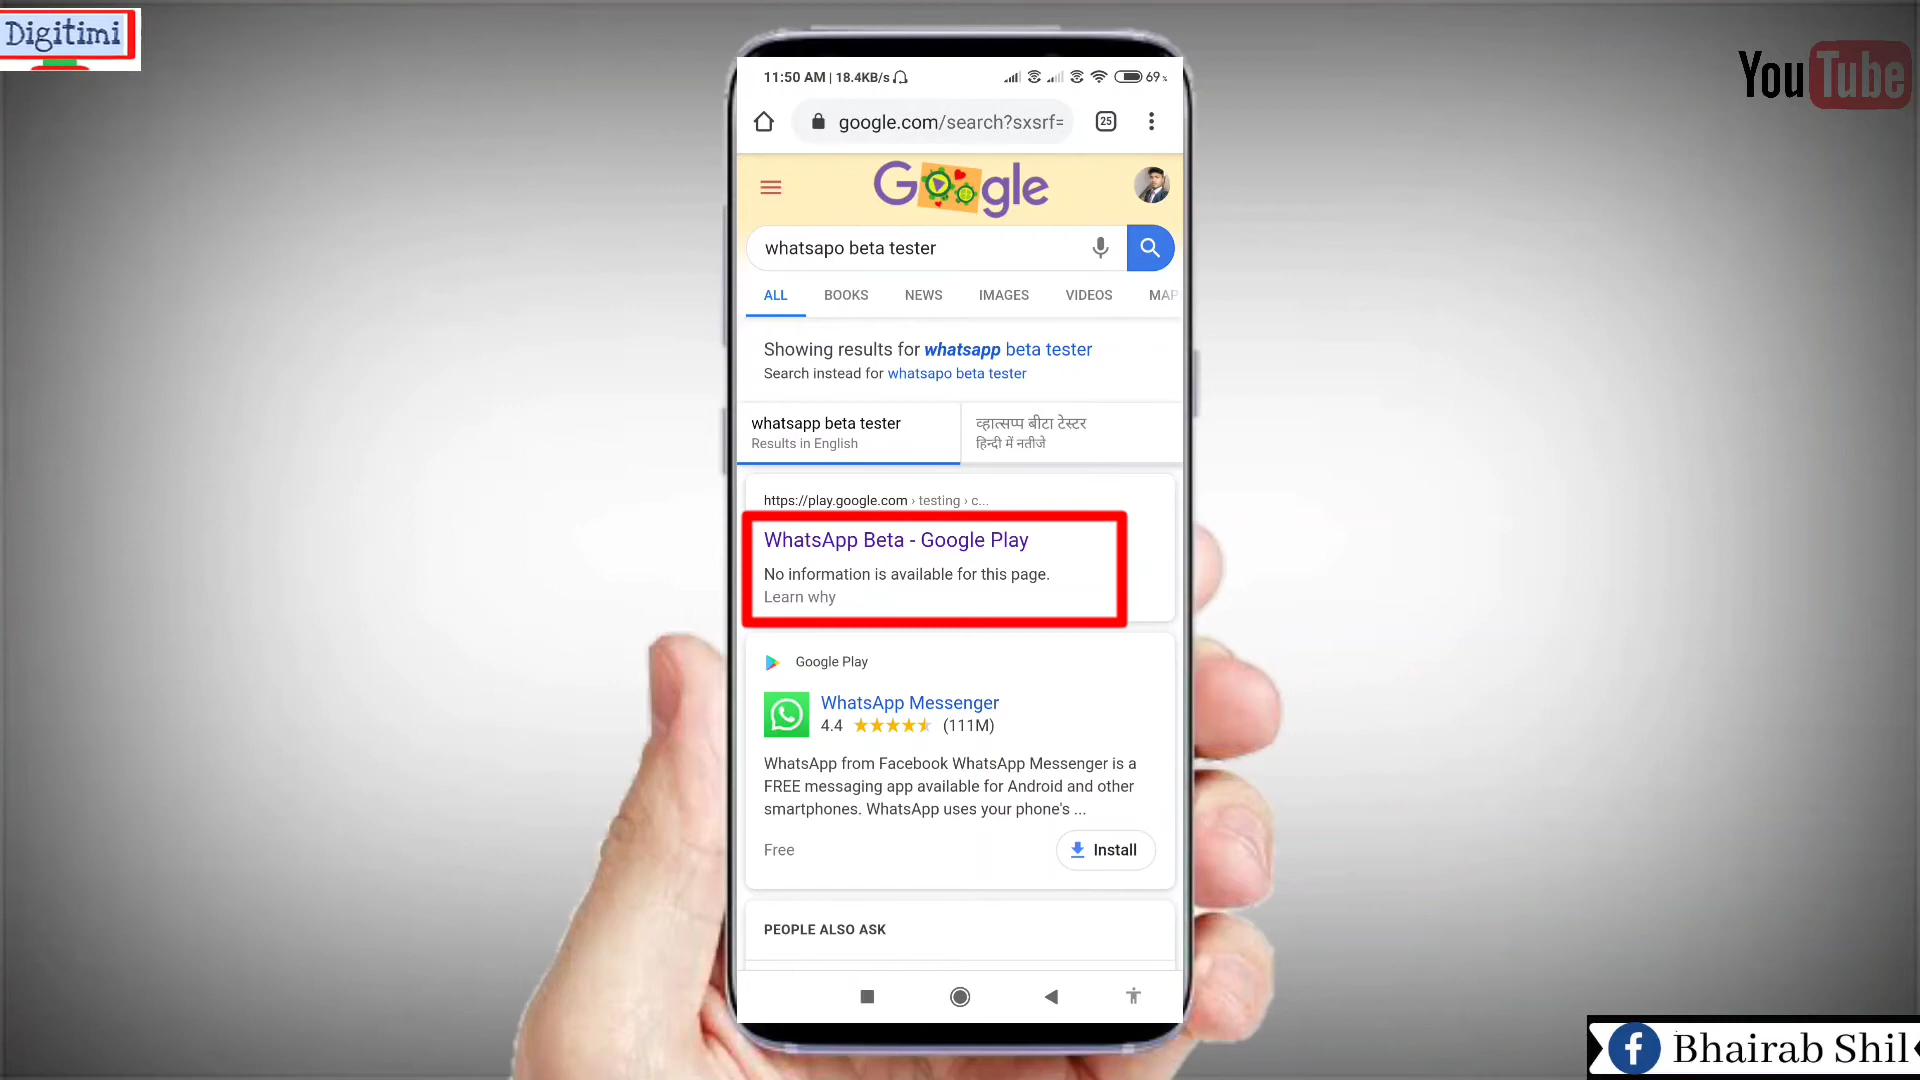 Digitimi
YouTube
11:50 AM | 18.4KB/s
69%
google.com/search?sxsrf=
25
Google
whatsapo beta tester
ALL BOOKS NEWS IMAGES VIDEOS MAP
Showing results for whatsapp beta tester
Search instead for whatsapo beta tester
whatsapp beta tester
Results in English
व्हात्सप्प बीटा टेस्टर
हिन्दी में नतीजे
https://play.google.com › testing › c...
WhatsApp Beta - Google Play
No information is available for this page.
Learn why
Google Play
WhatsApp Messenger
4.4 ★★★★★ (111M)
WhatsApp from Facebook WhatsApp Messenger is a
FREE messaging app available for Android and other
smartphones. WhatsApp uses your phone's ...
Free
Install
PEOPLE ALSO ASK
f Bhairab Shil